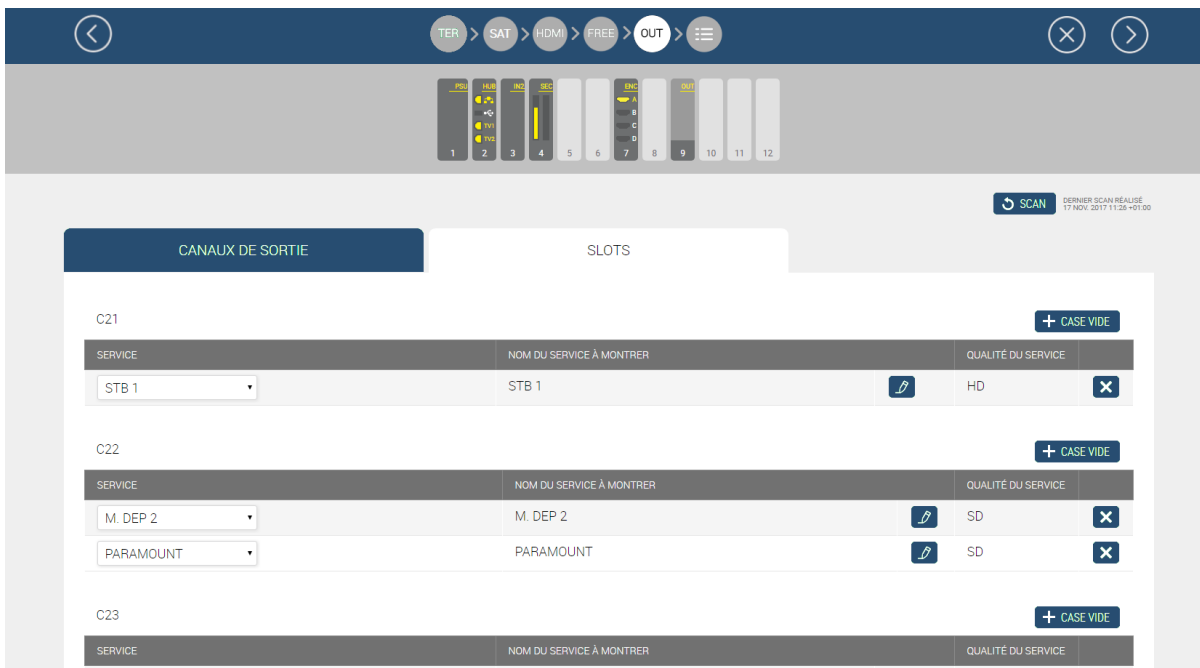 TER > SAT > HDMI > FREE > OUT >
PSU HUB IN2 SEC ENC OUT
A
B
TV1 C
TV2 D
1 2 3 4 5 6 7 8 9 10 11 12
SCAN DERNIER SCAN RÉALISÉ
17 NOV. 2017 11:26 +01:00
CANAUX DE SORTIE SLOTS
C21 + CASE VIDE
SERVICE NOM DU SERVICE À MONTRER QUALITÉ DU SERVICE
STB 1 STB 1 HD
C22 + CASE VIDE
SERVICE NOM DU SERVICE À MONTRER QUALITÉ DU SERVICE
M. DEP 2 M. DEP 2 SD
PARAMOUNT PARAMOUNT SD
C23 + CASE VIDE
SERVICE NOM DU SERVICE À MONTRER QUALITÉ DU SERVICE